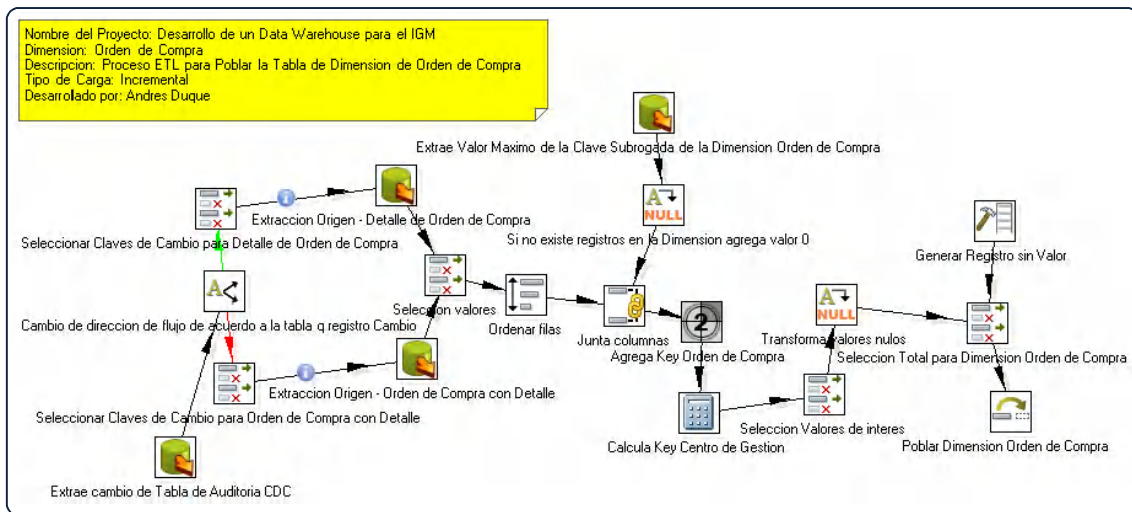 Nombre del Proyecto: Desarrollo de un Data Warehouse para el IGM
Dimension: Orden de Compra
Descripcion: Proceso ETL para Poblar la Tabla de Dimension de Orden de Compra
Tipo de Carga: Incremental
Desarrolado por: Andres Duque
Extrae Valor Maximo de la Clave Subrogada de la Dimension Orden de Compra
A
NULL
Extraccion Origen - Detalle de Orden de Compra
Seleccionar Claves de Cambio para Detalle de Orden de Compra
Si no existe registros en la Dimension agrega valor 0
Generar Registro sin Valor
A
Seleccion valores
Ordenar filas
2
A
NULL
Cambio de direccion de flujo de acuerdo a la tabla q registro Cambio
Junta columnas
Agrega Key Orden de Compra
Transforma valores nulos
Seleccion Total para Dimension Orden de Compra
Extraccion Origen - Orden de Compra con Detalle
Seleccionar Claves de Cambio para Orden de Compra con Detalle
Seleccion Valores de interes
Calcula Key Centro de Gestion
Poblar Dimension Orden de Compra
Extrae cambio de Tabla de Auditoria CDC